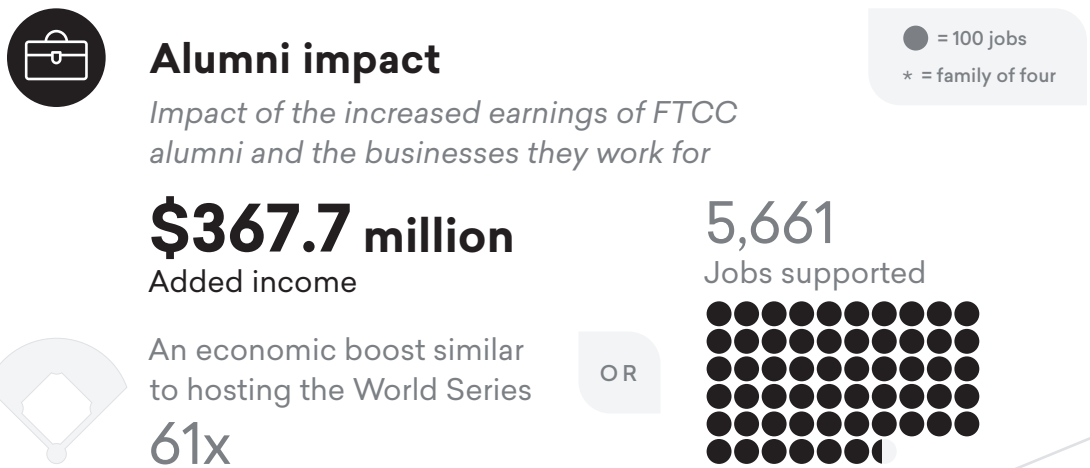 Alumni impact
Impact of the increased earnings of FTCC
alumni and the businesses they work for
= 100 jobs
* = family of four
$367.7 million
Added income
An economic boost similar
to hosting the World Series
61x
OR
5,661
Jobs supported